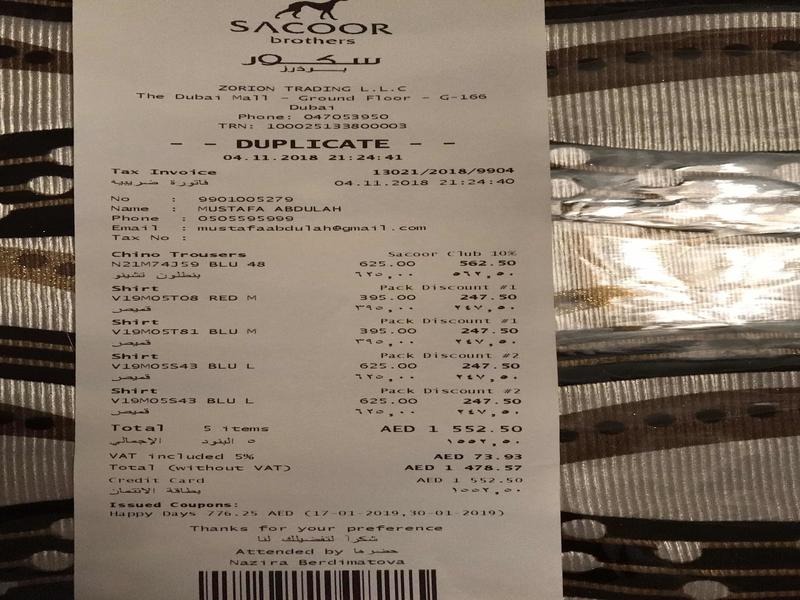 SACOOR
brothers
سكور
بربرز
ZORION TRADING L.L.C
The Dubai Mall - Ground Floor - G-166
Dubai
Phone: 047053950
TRN: 100025133800003
- - DUPLICATE - -
04.11.2018 21:24:41
Tax Invoice 13021/2018/9904
فاتورة ضريبية 04.11.2018 21:24:40
No : 9901005279
Name : MUSTAFA ABDULAH
Phone : 0505595999
Email : mustafaabdulah@gmail.com
Tax No :
Chino Trousers Sacoor Club 10%
N21M74J59 BLU 48 625.00 562.50
بنطلون تشينو ٦٢٥,٠٠ ٥٦٢,٥٠
Shirt Pack Discount #1
V19M05T08 RED M 395.00 247.50
قميص ٣٩٥,٠٠ ٢٤٧,٥٠
Shirt Pack Discount #1
V19M05T81 BLU M 395.00 247.50
قميص ٣٩٥,٠٠ ٢٤٧,٥٠
Shirt Pack Discount #2
V19M05S43 BLU L 625.00 247.50
قميص ٦٢٥,٠٠ ٢٤٧,٥٠
Shirt Pack Discount #2
V19M05S43 BLU L 625.00 247.50
قميص ٦٢٥,٠٠ ٢٤٧,٥٠
Total 5 items AED 1 552.50
٥ البنود الإجمالي ١٥٥٢,٥٠
VAT included 5% AED 73.93
Total (without VAT) AED 1 478.57
Credit Card AED 1 552.50
بطاقة الائتمان ١٥٥٢,٥٠
Issued Coupons:
Happy Days 776.25 AED (17-01-2019,30-01-2019)
Thanks for your preference
شكرا لتفضيلك لنا
Attended by حضرها
Nazira Berdimatova